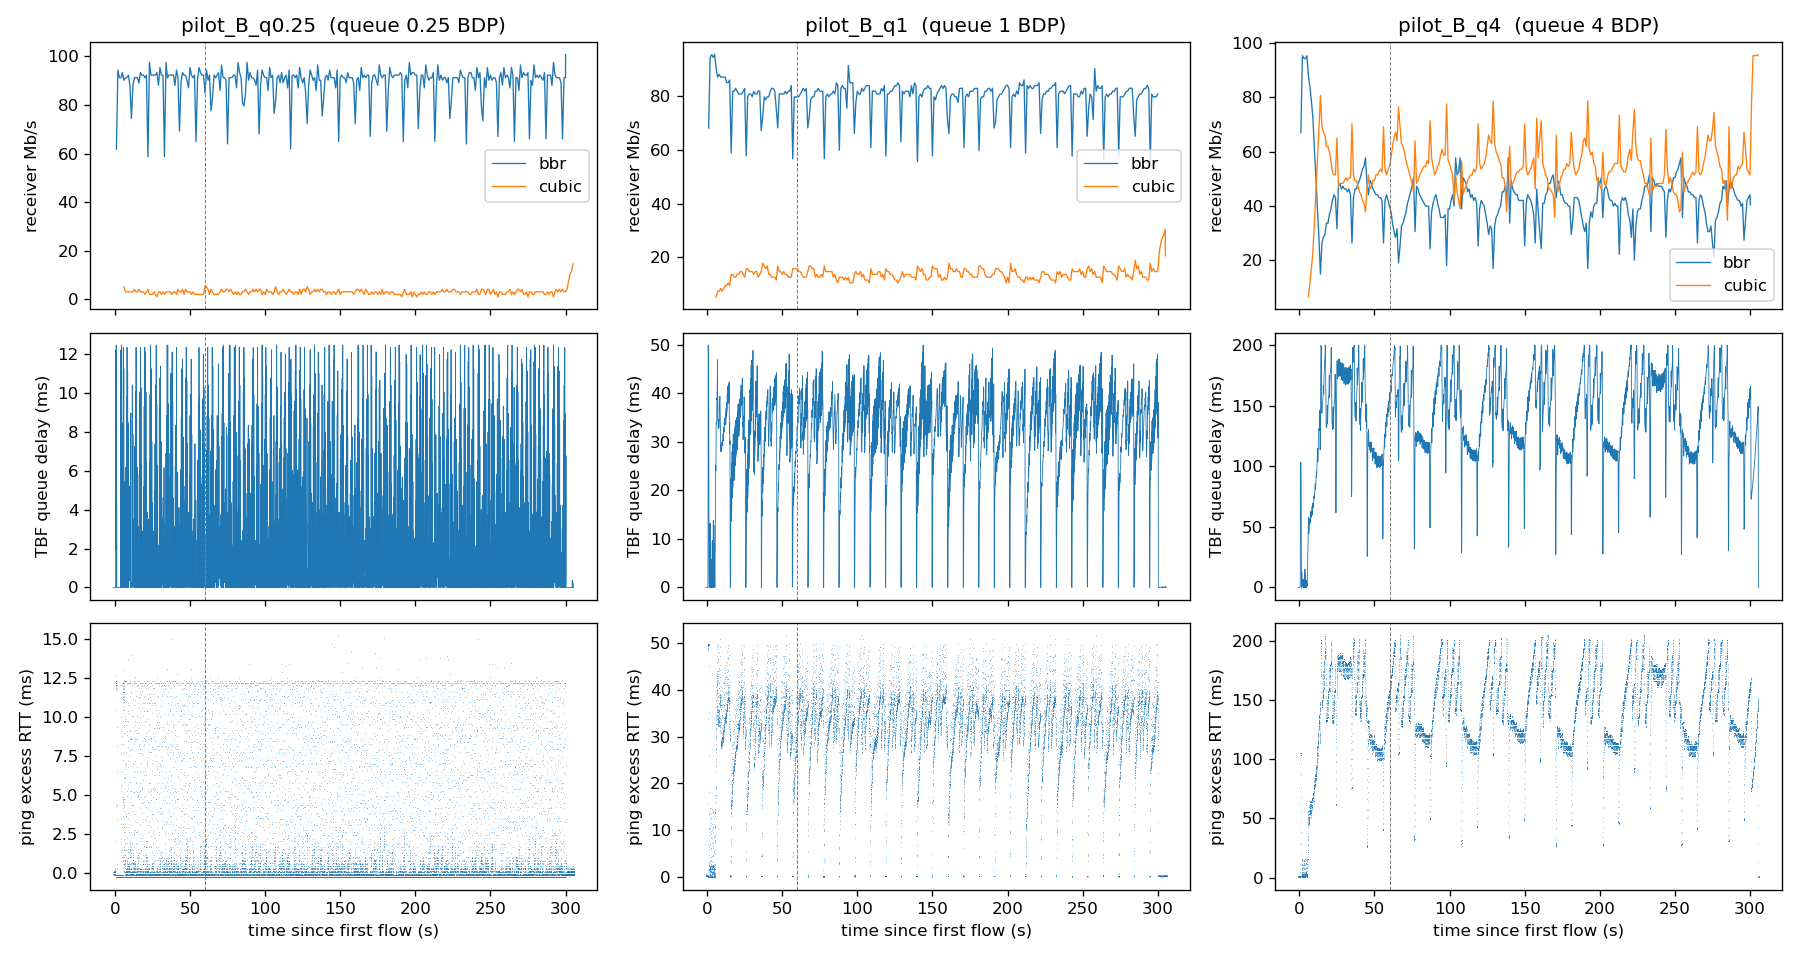 pilot_B_q0.25  (queue 0.25 BDP)
pilot_B_q1  (queue 1 BDP)
pilot_B_q4  (queue 4 BDP)
receiver Mb/s
100
80
60
40
20
0
bbr
cubic
receiver Mb/s
80
60
40
20
bbr
cubic
receiver Mb/s
100
80
60
40
20
bbr
cubic
TBF queue delay (ms)
12
10
8
6
4
2
0
TBF queue delay (ms)
50
40
30
20
10
0
TBF queue delay (ms)
200
150
100
50
0
ping excess RTT (ms)
15.0
12.5
10.0
7.5
5.0
2.5
0.0
0 50 100 150 200 250 300
time since first flow (s)
ping excess RTT (ms)
50
40
30
20
10
0
0 50 100 150 200 250 300
time since first flow (s)
ping excess RTT (ms)
200
150
100
50
0
0 50 100 150 200 250 300
time since first flow (s)